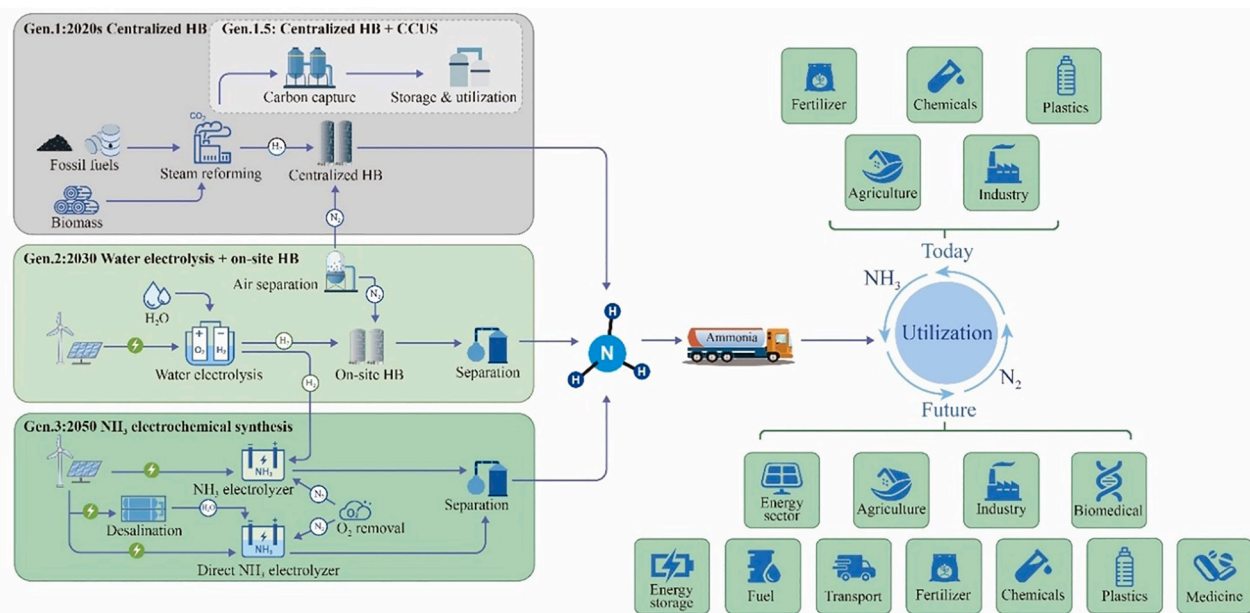 Gen.1:2020s Centralized HB
Gen.1.5: Centralized HB + CCUS
Carbon capture
Storage & utilization
CO₂
Fossil fuels
Steam reforming
H₂
Centralized HB
Biomass
N₂
Gen.2:2030 Water electrolysis + on-site HB
Air separation
N₂
H₂O
+ −
O₂ H₂
Water electrolysis
H₂
H₂
On-site HB
Separation
Gen.3:2050 NH₃ electrochemical synthesis
NH₃
NH₃ electrolyzer
N₂
Desalination
H₂O
N₂
O₂
O₂ removal
NH₃
Direct NH₃ electrolyzer
Separation
H
N
H
H
Ammonia
Fertilizer
Chemicals
Plastics
Agriculture
Industry
Today
NH₃
Utilization
N₂
Future
Energy
sector
Agriculture
Industry
Biomedical
Energy
storage
Fuel
Transport
Fertilizer
Chemicals
Plastics
Medicine